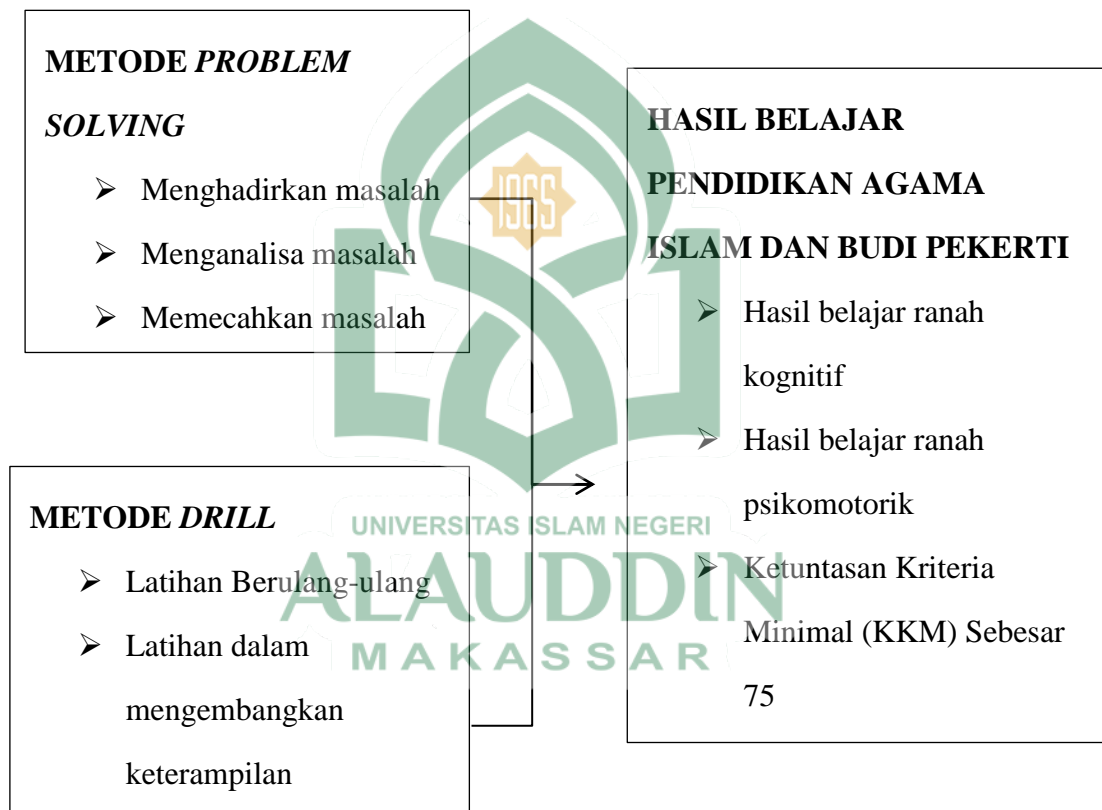 METODE PROBLEM
SOLVING
➢ Menghadirkan masalah
➢ Menganalisa masalah
➢ Memecahkan masalah
METODE DRILL
➢ Latihan Berulang-ulang
➢ Latihan dalam
mengembangkan
keterampilan
HASIL BELAJAR
PENDIDIKAN AGAMA
ISLAM DAN BUDI PEKERTI
➢ Hasil belajar ranah
kognitif
➢ Hasil belajar ranah
psikomotorik
➢ Ketuntasan Kriteria
Minimal (KKM) Sebesar
75
1965
UNIVERSITAS ISLAM NEGERI
ALAUDDIN
MAKASSAR